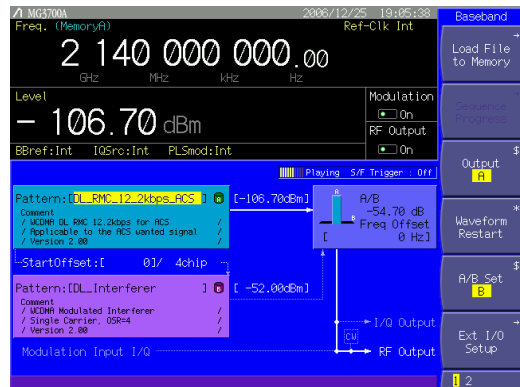 MG3700A 2006/12/25 19:05:38
Freq. (MemoryA) Ref-Clk Int
2 140 000 000.00
GHz MHz kHz Hz
Level
- 106.70 dBm
Modulation
On
RF Output
On
BBref:Int IQSrc:Int PLSmod:Int
Playing S/F Trigger : Off
Pattern:[DL_RMC_12_2kbps_ACS ] A [-106.70dBm]
Comment
/ WCDMA DL RMC 12.2kbps for ACS /
/ Applicable to the ACS wanted signal /
/ Version 2.00 /
A
B
A/B
-54.70 dB
Freq Offset
[ 0 Hz]
StartOffset:[ 0]/ 4chip
Pattern:[DL_Interferer ] B [ -52.00dBm]
Comment
/ WCDMA Modulated Interferer /
/ Single Carrier, OSR=4 /
/ Version 2.00 /
I/Q Output
CW
Modulation Input I/Q
RF Output
Baseband
Load File
to Memory
Sequence
Progress
Output
A
Waveform
Restart
A/B Set
B
Ext I/O
Setup
1 2